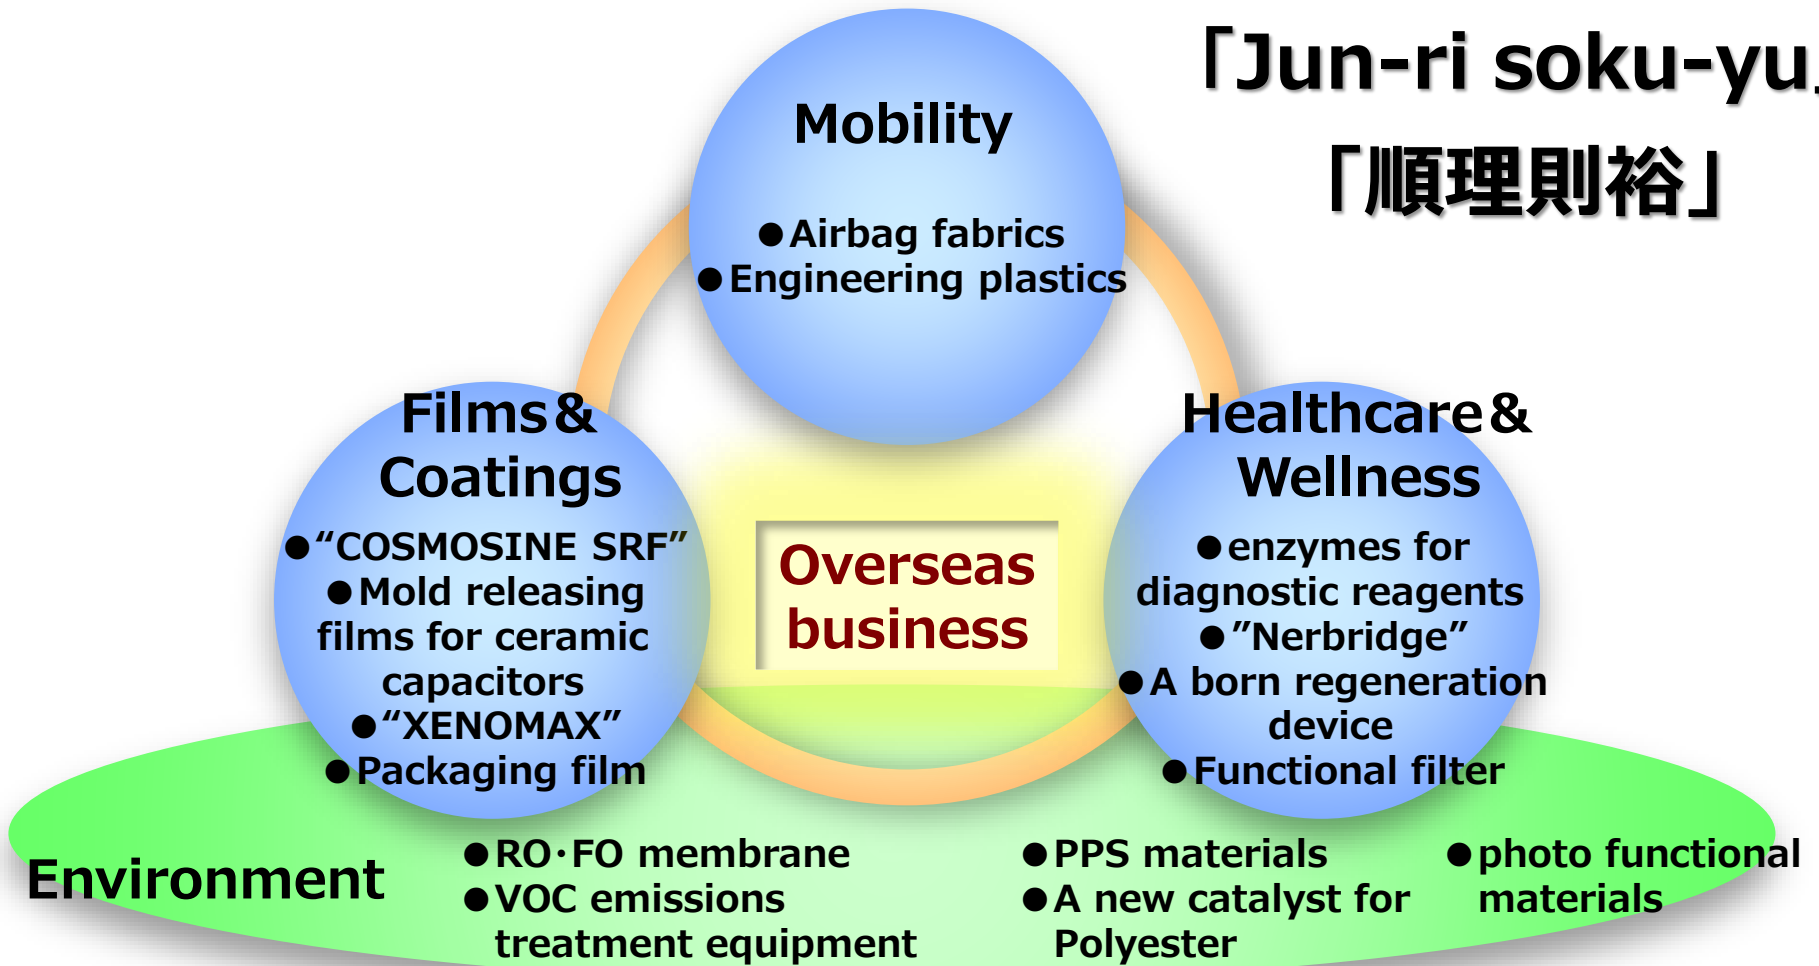 「Jun-ri soku-yu」
「順理則裕」
Mobility
●Airbag fabrics
●Engineering plastics
Films&
Coatings
●“COSMOSINE SRF”
●Mold releasing
films for ceramic
capacitors
●“XENOMAX”
●Packaging film
Overseas
business
Healthcare&
Wellness
●enzymes for
diagnostic reagents
●”Nerbridge”
●A born regeneration
device
●Functional filter
Environment
●RO・FO membrane
●VOC emissions
treatment equipment
●PPS materials
●A new catalyst for
Polyester
●photo functional
materials